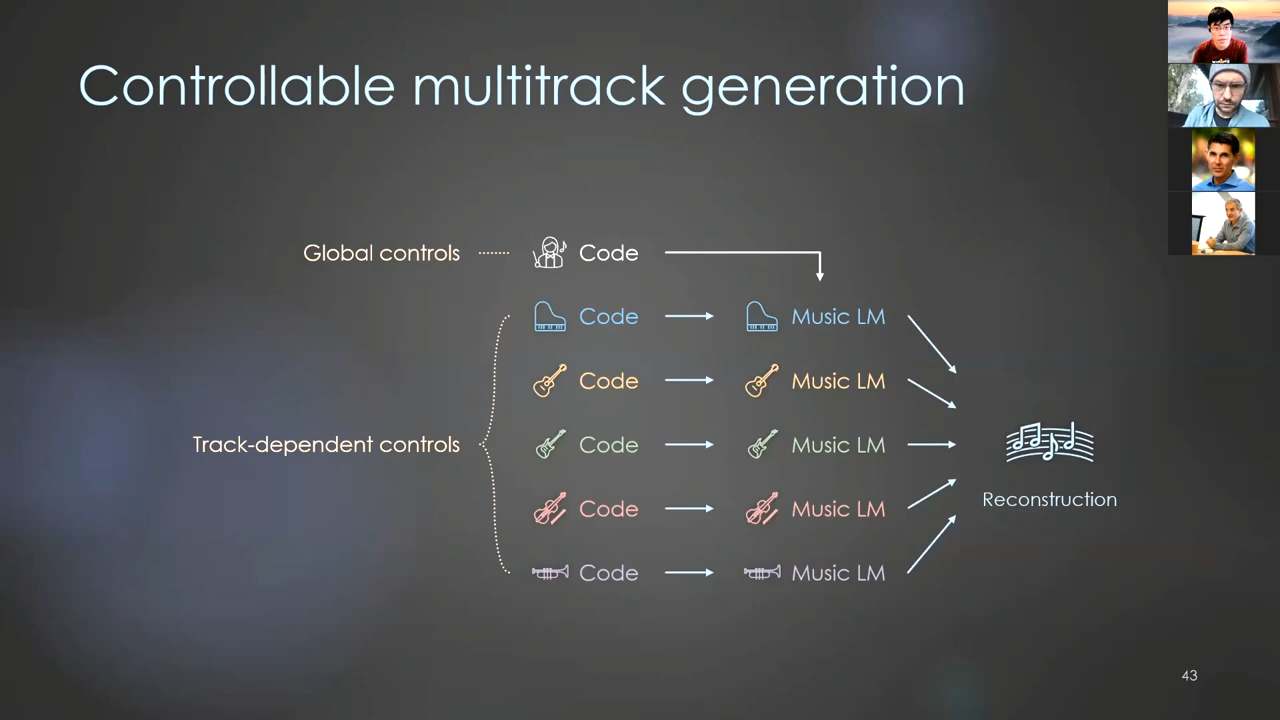 Controllable multitrack generation
Global controls
Code
Code
Music LM
Code
Music LM
Track-dependent controls
Code
Music LM
Code
Music LM
Reconstruction
Code
Music LM
43